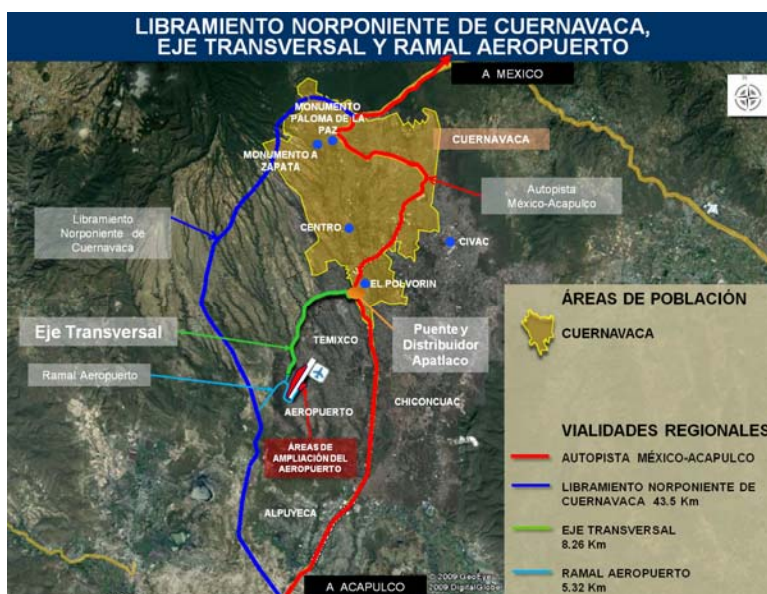 LIBRAMIENTO NORPONIENTE DE CUERNAVACA,
EJE TRANSVERSAL Y RAMAL AEROPUERTO
A MEXICO
N
MONUMENTO
PALOMA DE LA
PAZ
CUERNAVACA
MONUMENTO A
ZAPATA
Autopista
México-Acapulco
Libramiento
Norponiente de
Cuernavaca
CENTRO
CIVAC
EL POLVORIN
ÁREAS DE POBLACIÓN
CUERNAVACA
Eje Transversal
TEMIXCO
Puente y
Distribuidor
Apatlaco
Ramal Aeropuerto
AEROPUERTO
CHICONCUAC
ÁREAS DE
AMPLIACIÓN DEL
AEROPUERTO
VIALIDADES REGIONALES
AUTOPISTA MÉXICO-ACAPULCO
LIBRAMIENTO NORPONIENTE DE
CUERNAVACA 43.5 Km
ALPUYECA
EJE TRANSVERSAL
8.26 Km
RAMAL AEROPUERTO
5.32 Km
A ACAPULCO
© 2009 GeoEye
2009 DigitalGlobe